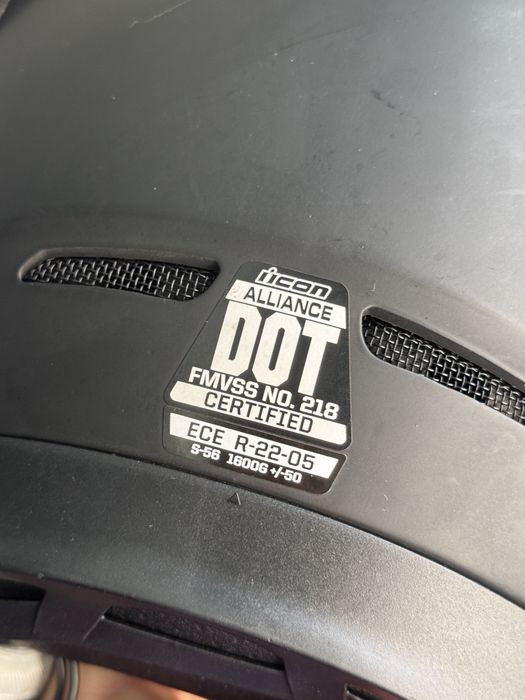 icon
ALLIANCE
DOT
FMVSS NO. 218
CERTIFIED
ECE R-22-05
S-56 1600G +/-50